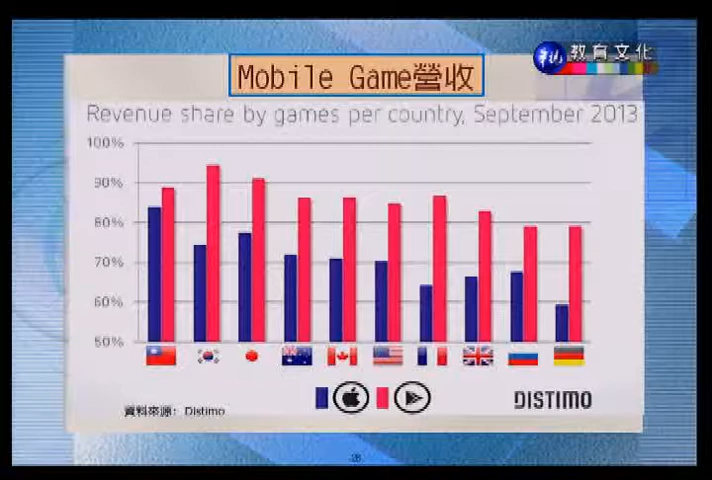 教育文化
Mobile Game營收
Revenue share by games per country, September 2013
100%
90%
80%
70%
60%
50%
DISTIMO
資料來源: Distimo
28